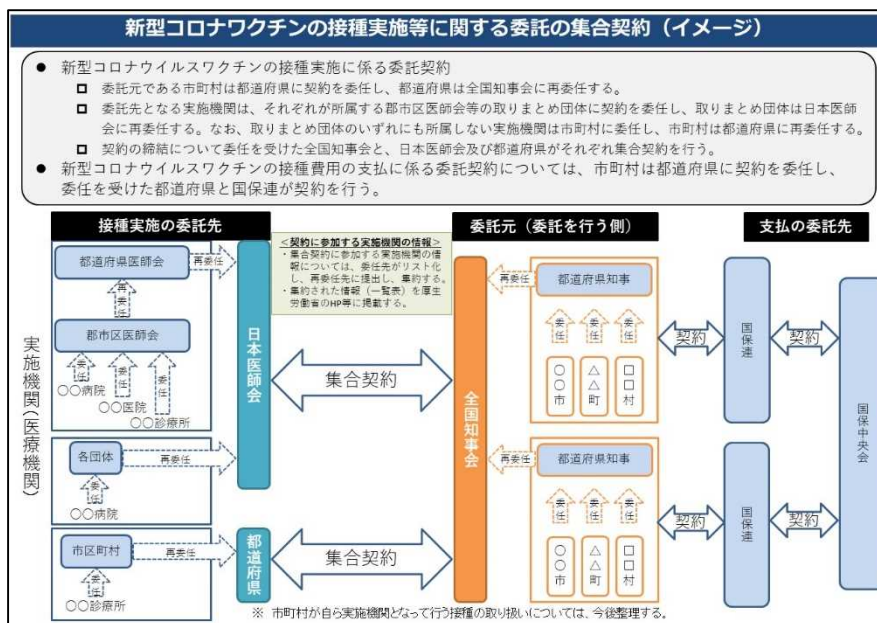 新型コロナワクチンの接種実施等に関する委託の集合契約（イメージ）
● 新型コロナウイルスワクチンの接種実施に係る委託契約
委託元である市町村は都道府県に契約を委任し、都道府県は全国知事会に再委任する。
委託先となる実施機関は、それぞれが所属する郡市区医師会等の取りまとめ団体に契約を委任し、取りまとめ団体は日本医師
会に再委任する。なお、取りまとめ団体のいずれにも所属しない実施機関は市町村に委任し、市町村は都道府県に再委任する。
契約の締結について委任を受けた全国知事会と、日本医師会及び都道府県がそれぞれ集合契約を行う。
● 新型コロナウイルスワクチンの接種費用の支払に係る委託契約については、市町村は都道府県に契約を委任し、
委任を受けた都道府県と国保連が契約を行う。
接種実施の委託先
実施機関(医療機関)
都道府県医師会
再委任
再委任
郡市区医師会
委任
委任
委任
〇〇病院
〇〇医院
〇〇診療所
各団体
再委任
委任
〇〇病院
市区町村
再委任
委任
〇〇診療所
日本医師会
都道府県
＜契約に参加する実施機関の情報＞
・集合契約に参加する実施機関の情
報については、委任先がリスト化
し、再委任先に提出し、集約する。
・集約された情報（一覧表）を厚生
労働省のHP等に掲載する。
集合契約
集合契約
委託元（委託を行う側）
全国知事会
再委任
都道府県知事
委任
委任
委任
〇〇市
△△町
□□村
再委任
都道府県知事
委任
委任
委任
〇〇市
△△町
□□村
支払の委託先
契約
国保連
契約
契約
国保連
契約
国保中央会
※ 市町村が自ら実施機関となって行う接種の取り扱いについては、今後整理する。